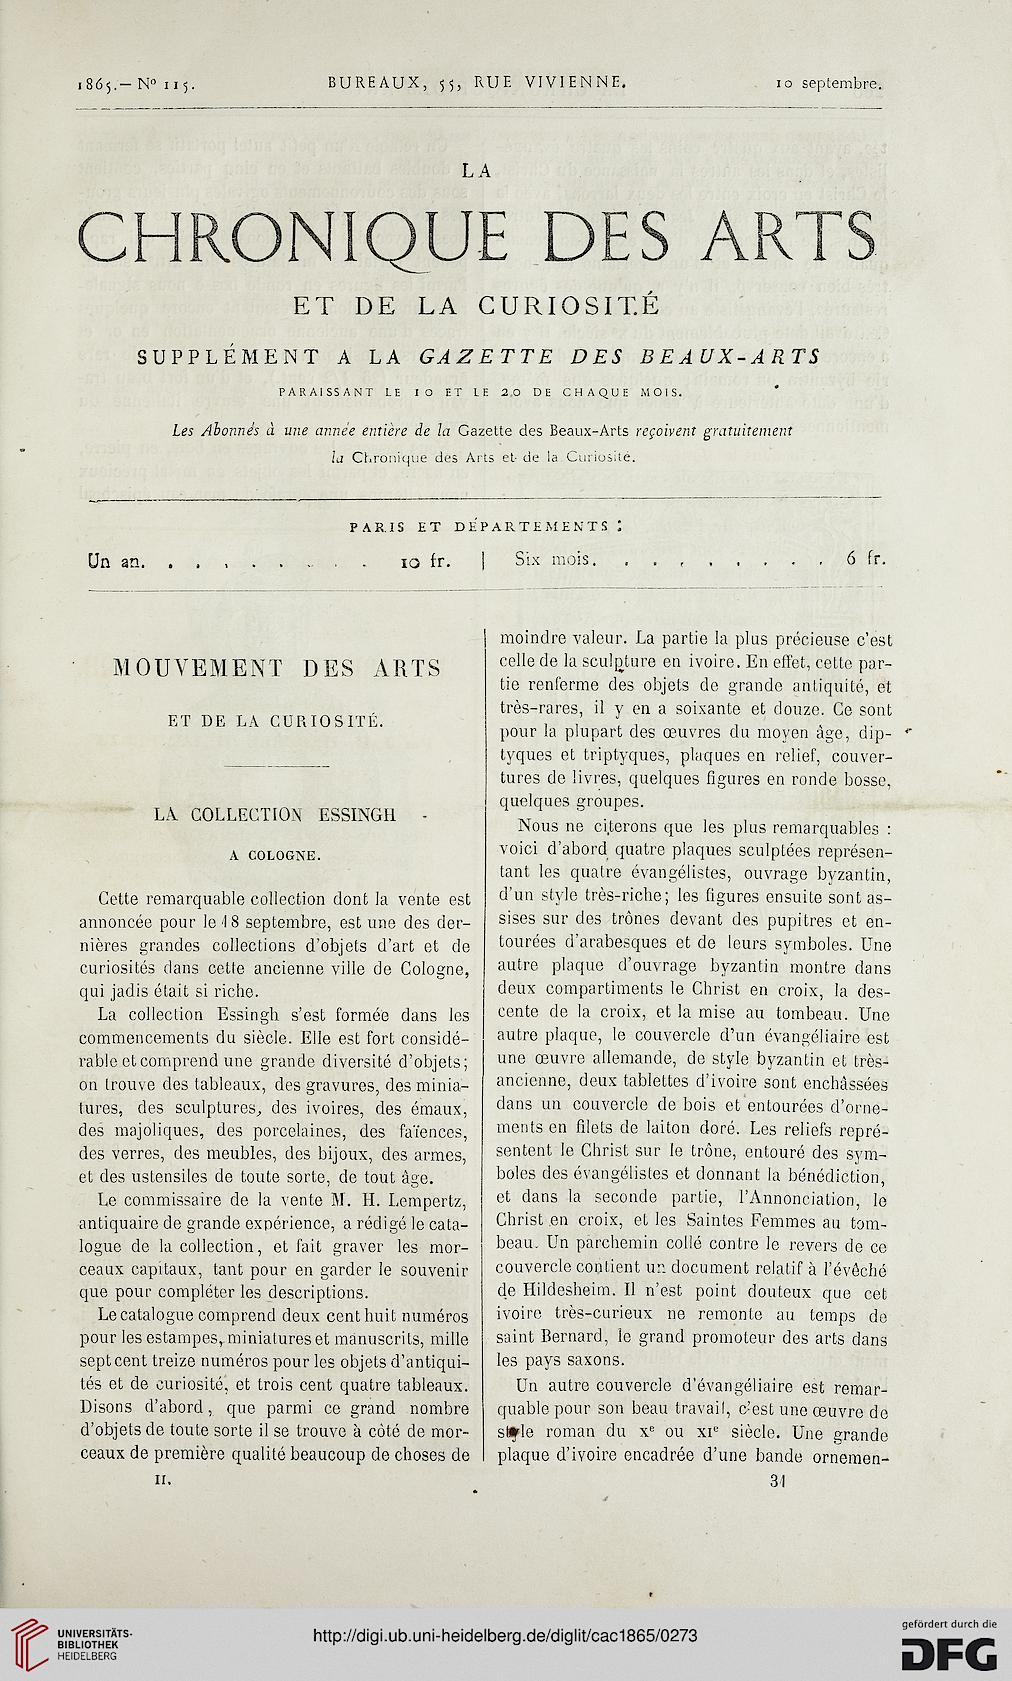 1865.— N° 115.
BUREAUX, 55, RUE VIVIENNE.
10 septembre.
LA
CHRONIQUE DES ARTS
ET DE LA CURIOSITÉ
SUPPLÉMENT A LA GAZETTE DES BEAUX-ARTS
PARAISSANT LE 10 ET LE 20 DE CHAQUE MOIS.
Les Abonnés à une année entière de la Gazette des Beaux-Arts reçoivent gratuitement
la Chronique des Arts et de la Curiosité.
PARIS ET DÉPARTEMENTS :
Un an. . . . . . . . . 10 fr. | Six mois. . . . . . . . . 6 fr.
MOUVEMENT DES ARTS
ET DE LA CURIOSITÉ.
LA COLLECTION ESSINGH
A COLOGNE.
Cette remarquable collection dont la vente est
annoncée pour le 18 septembre, est une des der-
nières grandes collections d'objets d'art et de
curiosités dans cette ancienne ville de Cologne,
qui jadis était si riche.
La collection Essingh s'est formée dans les
commencements du siècle. Elle est fort considé-
rable et comprend une grande diversité d'objets;
on trouve des tableaux, des gravures, des minia-
tures, des sculptures, des ivoires, des émaux,
des majoliques, des porcelaines, des faïences,
des verres, des meubles, des bijoux, des armes,
et des ustensiles de toute sorte, de tout âge.
Le commissaire de la vente M. H. Lempertz,
antiquaire de grande expérience, a rédigé le cata-
logue de la collection, et fait graver les mor-
ceaux capitaux, tant pour en garder le souvenir
que pour compléter les descriptions.
Le catalogue comprend deux cent huit numéros
pour les estampes, miniatures et manuscrits, mille
sept cent treize numéros pour les objets d'antiqui-
tés et de curiosité, et trois cent quatre tableaux.
Disons d'abord, que parmi ce grand nombre
d'objets de toute sorte il se trouve à côté de mor-
ceaux de première qualité beaucoup de choses de
II.
moindre valeur. La partie la plus précieuse c'est
celle de la sculpture en ivoire. En effet, cette par-
tie renferme des objets de grande antiquité, et
très-rares, il y en a soixante et douze. Ce sont
pour la plupart des œuvres du moyen âge, dip-
tyques et triptyques, plaques en relief, couver-
tures de livres, quelques figures en ronde bosse,
quelques groupes.
Nous ne citerons que les plus remarquables :
voici d'abord quatre plaques sculptées représen-
tant les quatre évangélistes, ouvrage byzantin,
d'un style très-riche; les figures ensuite sont as-
sises sur des trônes devant des pupitres et en-
tourées d'arabesques et de leurs symboles. Une
autre plaque d'ouvrage byzantin montre dans
deux compartiments le Christ en croix, la des-
cente de la croix, et la mise au tombeau. Une
autre plaque, le couvercle d'un évangéliaire est
une œuvre allemande, de style byzantin et très-
ancienne, deux tablettes d'ivoire sont enchâssées
dans un couvercle de bois et entourées d'orne-
ments en filets de laiton doré. Les reliefs repré-
sentent le Christ sur le trône, entouré des sym-
boles des évangélistes et donnant la bénédiction,
et dans la seconde partie, l'Annonciation, le
Christ en croix, et les Saintes Femmes au tom-
beau. Un parchemin collé contre le revers de ce
couvercle contient un document relatif à l'évêché
de Hildesheim. Il n'est point douteux que cet
ivoire très-curieux ne remonte au temps de
saint Bernard, le grand promoteur des arts dans
les pays saxons.
Un autre couvercle d'évangéliaire est remar-
quable pour son beau travail, c'est une œuvre de
style roman du Xe ou XIe siècle. Une grande
plaque d'ivoire encadrée d'une bande ornemen-
31
UNIVERSITÄTS-
BIBLIOTHEK
HEIDELBERG
http://digi.ub.uni-heidelberg.de/diglit/cac1865/0273
gefördert durch die
DFG